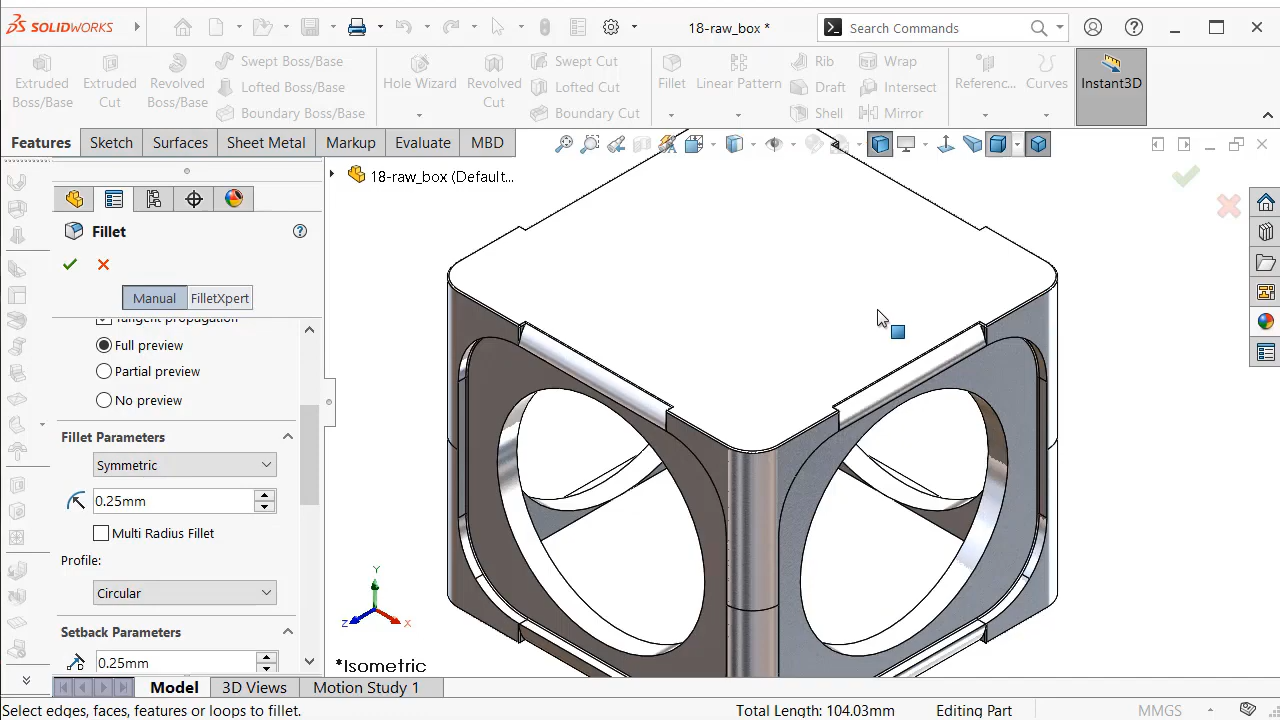 SOLIDWORKS
18-raw_box *
Search Commands
Extruded Boss/Base
Extruded Cut
Revolved Boss/Base
Swept Boss/Base
Lofted Boss/Base
Boundary Boss/Base
Hole Wizard
Revolved Cut
Swept Cut
Lofted Cut
Boundary Cut
Fillet
Linear Pattern
Rib
Draft
Shell
Wrap
Intersect
Mirror
Referenc...
Curves
Instant3D
Features
Sketch
Surfaces
Sheet Metal
Markup
Evaluate
MBD
18-raw_box (Default...
Fillet
Manual
FilletXpert
Tangent propagation
Full preview
Partial preview
No preview
Fillet Parameters
Symmetric
0.25mm
Multi Radius Fillet
Profile:
Circular
Setback Parameters
0.25mm
Y
Z
X
*Isometric
Model
3D Views
Motion Study 1
Select edges, faces, features or loops to fillet.
Total Length: 104.03mm
Editing Part
MMGS